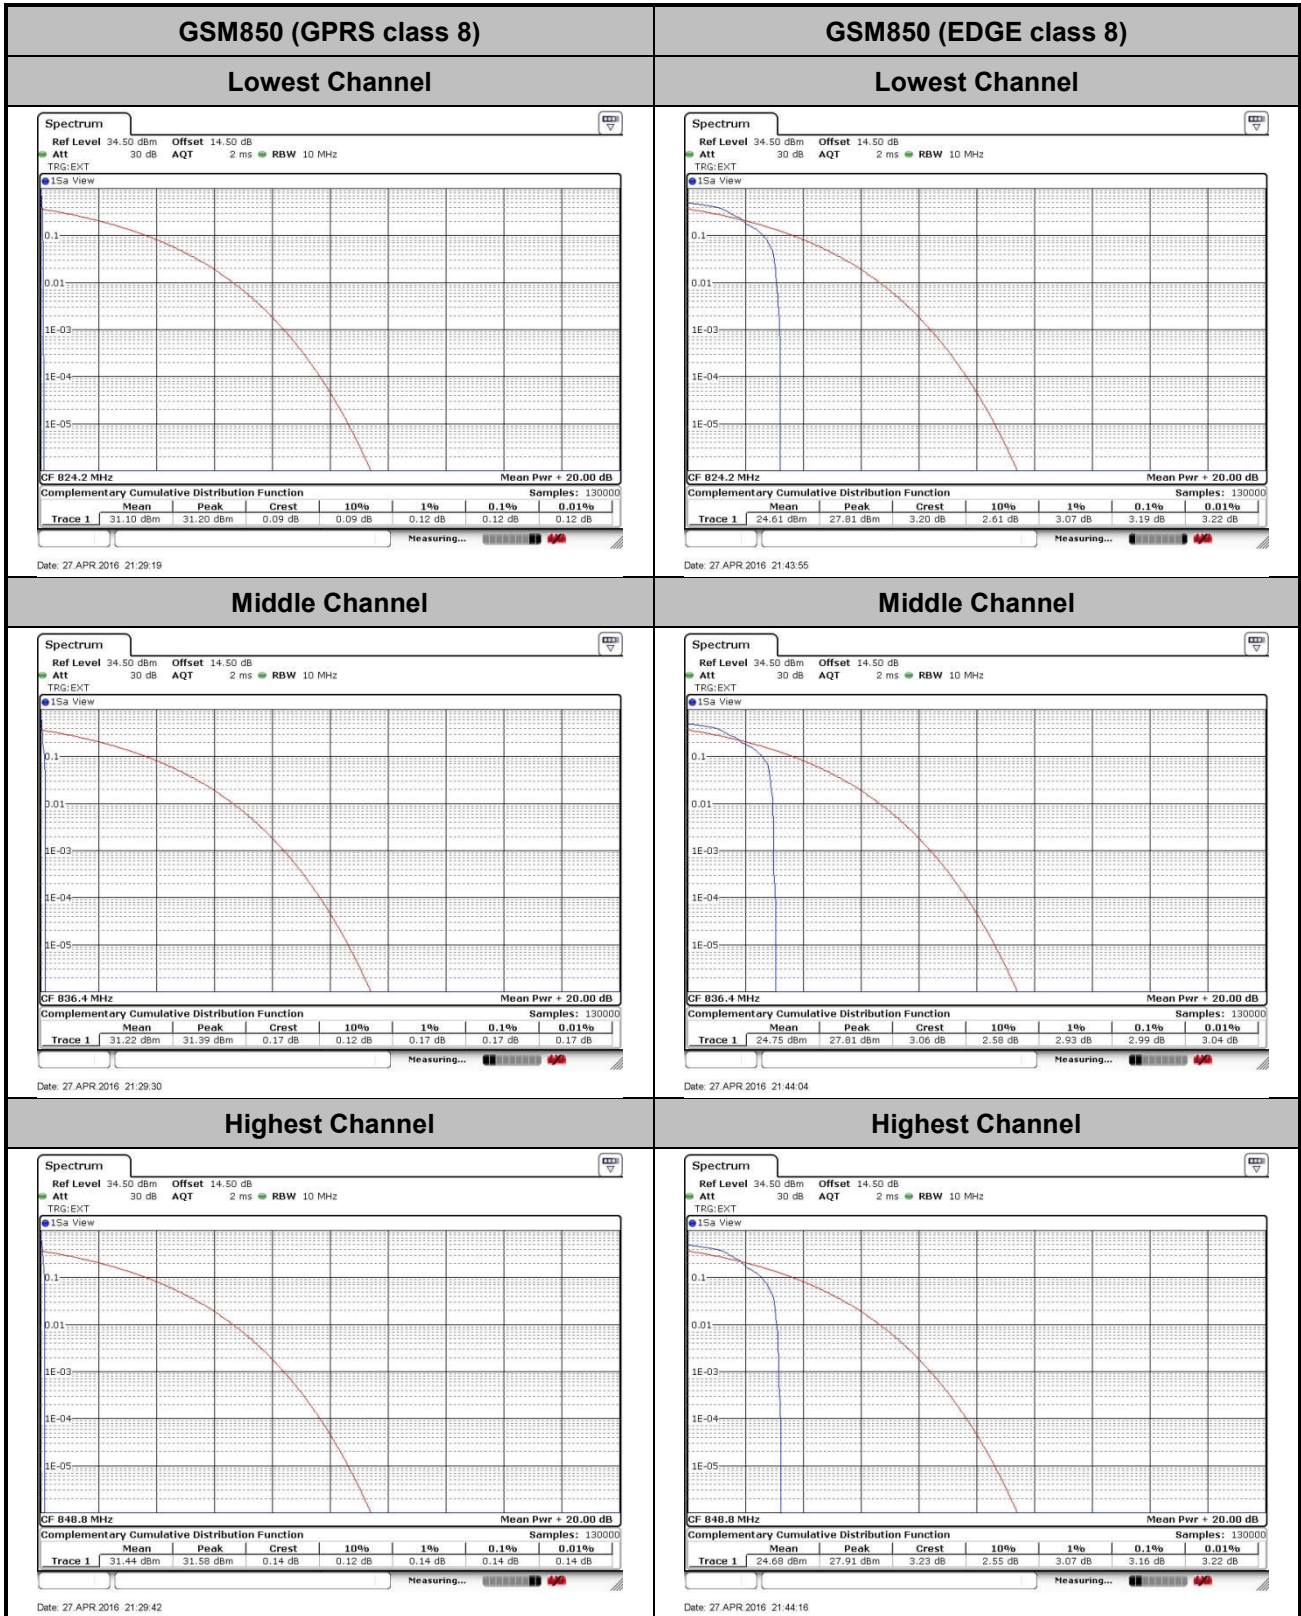 GSM850 (GPRS class 8) GSM850 (EDGE class 8)
Lowest Channel Lowest Channel
Spectrum
Ref Level 34.50 dBm Offset 14.50 dB
Att 30 dB AQT 2 ms RBW 10 MHz
TRG:EXT
1Sa View
0.1
0.01
1E-03
1E-04
1E-05
CF 824.2 MHz Mean Pwr + 20.00 dB
Complementary Cumulative Distribution Function Samples: 130000
Mean Peak Crest 10% 1% 0.1% 0.01%
Trace 1 31.10 dBm 31.20 dBm 0.09 dB 0.09 dB 0.12 dB 0.12 dB 0.12 dB
Measuring...
Date: 27.APR.2016 21:29:19
Spectrum
Ref Level 34.50 dBm Offset 14.50 dB
Att 30 dB AQT 2 ms RBW 10 MHz
TRG:EXT
1Sa View
0.1
0.01
1E-03
1E-04
1E-05
CF 824.2 MHz Mean Pwr + 20.00 dB
Complementary Cumulative Distribution Function Samples: 130000
Mean Peak Crest 10% 1% 0.1% 0.01%
Trace 1 24.61 dBm 27.81 dBm 3.20 dB 2.61 dB 3.07 dB 3.19 dB 3.22 dB
Measuring...
Date: 27.APR.2016 21:43:55
Middle Channel Middle Channel
Spectrum
Ref Level 34.50 dBm Offset 14.50 dB
Att 30 dB AQT 2 ms RBW 10 MHz
TRG:EXT
1Sa View
0.1
0.01
1E-03
1E-04
1E-05
CF 836.4 MHz Mean Pwr + 20.00 dB
Complementary Cumulative Distribution Function Samples: 130000
Mean Peak Crest 10% 1% 0.1% 0.01%
Trace 1 31.22 dBm 31.39 dBm 0.17 dB 0.12 dB 0.17 dB 0.17 dB 0.17 dB
Measuring...
Date: 27.APR.2016 21:29:30
Spectrum
Ref Level 34.50 dBm Offset 14.50 dB
Att 30 dB AQT 2 ms RBW 10 MHz
TRG:EXT
1Sa View
0.1
0.01
1E-03
1E-04
1E-05
CF 836.4 MHz Mean Pwr + 20.00 dB
Complementary Cumulative Distribution Function Samples: 130000
Mean Peak Crest 10% 1% 0.1% 0.01%
Trace 1 24.75 dBm 27.81 dBm 3.06 dB 2.58 dB 2.93 dB 2.99 dB 3.04 dB
Measuring...
Date: 27.APR.2016 21:44:04
Highest Channel Highest Channel
Spectrum
Ref Level 34.50 dBm Offset 14.50 dB
Att 30 dB AQT 2 ms RBW 10 MHz
TRG:EXT
1Sa View
0.1
0.01
1E-03
1E-04
1E-05
CF 848.8 MHz Mean Pwr + 20.00 dB
Complementary Cumulative Distribution Function Samples: 130000
Mean Peak Crest 10% 1% 0.1% 0.01%
Trace 1 31.44 dBm 31.58 dBm 0.14 dB 0.12 dB 0.14 dB 0.14 dB 0.14 dB
Measuring...
Date: 27.APR.2016 21:29:42
Spectrum
Ref Level 34.50 dBm Offset 14.50 dB
Att 30 dB AQT 2 ms RBW 10 MHz
TRG:EXT
1Sa View
0.1
0.01
1E-03
1E-04
1E-05
CF 848.8 MHz Mean Pwr + 20.00 dB
Complementary Cumulative Distribution Function Samples: 130000
Mean Peak Crest 10% 1% 0.1% 0.01%
Trace 1 24.68 dBm 27.91 dBm 3.23 dB 2.55 dB 3.07 dB 3.16 dB 3.22 dB
Measuring...
Date: 27.APR.2016 21:44:16